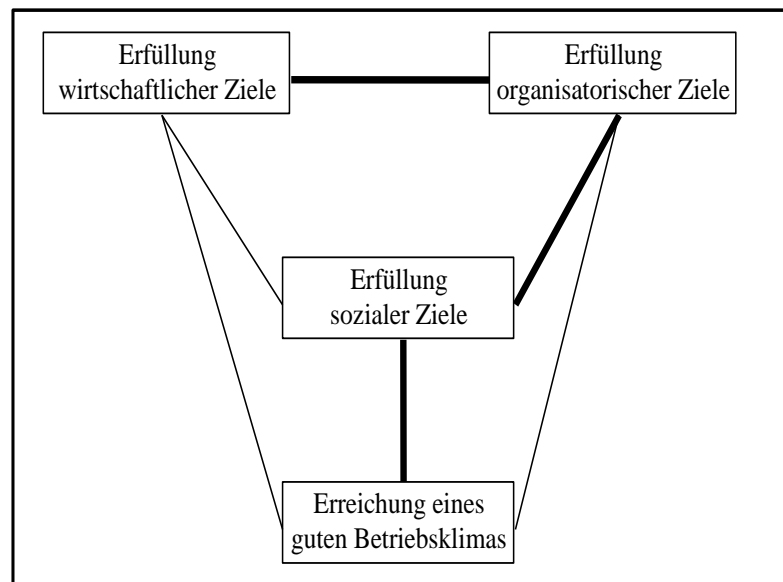 Erfüllung
wirtschaftlicher Ziele
Erfüllung
organisatorischer Ziele
Erfüllung
sozialer Ziele
Erreichung eines
guten Betriebsklimas